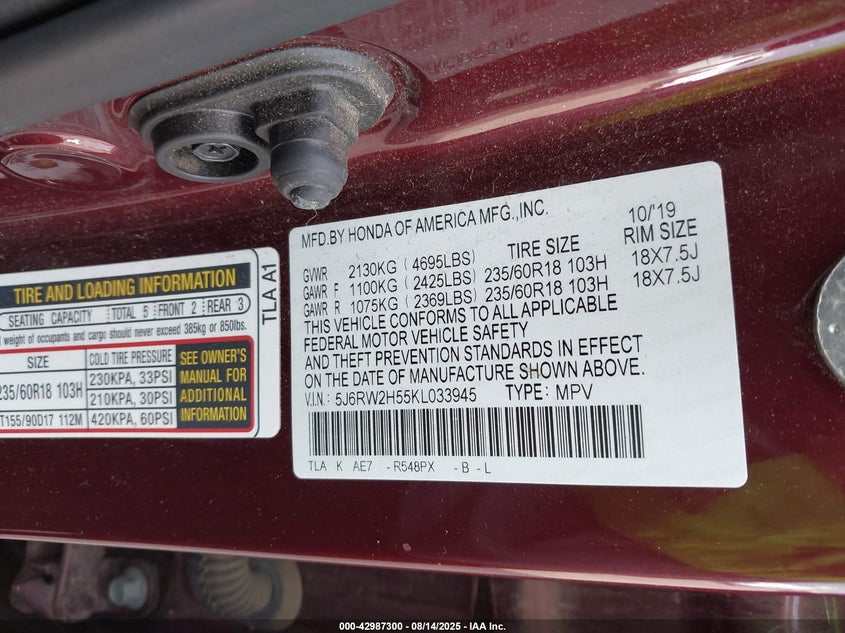 MFD.BY HONDA OF AMERICA MFG.,INC. 10/'19
TIRE SIZE RIM SIZE
GVWR 2130KG ( 4695LBS)
GAWR F 1100KG ( 2425LBS) 235/60R18 103H 18X7.5J
GAWR R 1075KG ( 2369LBS) 235/60R18 103H 18X7.5J
THIS VEHICLE CONFORMS TO ALL APPLICABLE
FEDERAL MOTOR VEHICLE SAFETY
AND THEFT PREVENTION STANDARDS IN EFFECT
ON THE DATE OF MANUFACTURE SHOWN ABOVE.
V.I.N: 5J6RW2H55KL033945 TYPE: MPV
TLA K AE7 - R548PX - B - L
TIRE AND LOADING INFORMATION
SEATING CAPACITY TOTAL 5 FRONT 2 REAR 3
weight of occupants and cargo should never exceed 385kg or 850lbs.
SIZE COLD TIRE PRESSURE
235/60R18 103H 230KPA, 33PSI
210KPA, 30PSI
T155/90D17 112M 420KPA, 60PSI
SEE OWNER'S
MANUAL FOR
ADDITIONAL
INFORMATION
TLA A1
000-42987300 - 08/14/2025 - IAA Inc.